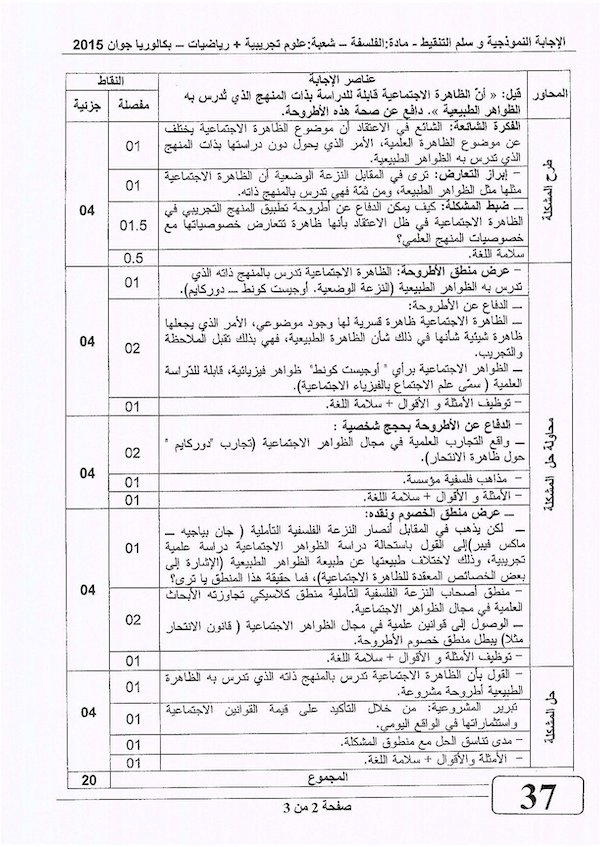 الإجابة النموذجية و سلم التنقيط - مادة:الفلسفة – شعبة:علوم تجريبية + رياضيات – بكالوريا جوان 2015
المحاور
عناصر الإجابة
النقاط
مفصلة
جزئية
قيل: « أنّ الظاهرة الاجتماعية قابلة للدراسة بذات المنهج الذي تُدرس به
الظواهر الطبيعية ». دافع عن صحة هذه الأطروحة.
طرح المشكلة
الفكرة الشائعة: الشائع في الاعتقاد أن موضوع الظاهرة الاجتماعية يختلف
عن موضوع الظاهرة العلمية، الأمر الذي يحول دون دراستها بذات المنهج
الذي تدرس به الظواهر الطبيعية.
01
– إبراز التعارض: ترى في المقابل النزعة الوضعية أن الظاهرة الاجتماعية
مثلها مثل الظواهر الطبيعة، ومن ثمّة فهي تدرس بالمنهج ذاته.
01
– ضبط المشكلة: كيف يمكن الدفاع عن أطروحة تطبيق المنهج التجريبي في
الظاهرة الاجتماعية في ظل الاعتقاد بأنها ظاهرة تتعارض خصوصياتها مع
خصوصيات المنهج العلمي؟
01.5
سلامة اللغة.
0.5
04
محاولة حل المشكلة
– عرض منطق الأطروحة: الظاهرة الاجتماعية تدرس بالمنهج ذاته الذي
تدرس به الظواهر الطبيعية (النزعة الوضعية. أوجيست كونط – دوركايم).
01
– الدفاع عن الأطروحة:
– الظاهرة الاجتماعية ظاهرة قسرية لها وجود موضوعي، الأمر الذي يجعلها
ظاهرة شيئية شأنها في ذلك شأن الظاهرة الطبيعية، فهي بذلك تقبل الملاحظة
والتجريب.
– الظواهر الاجتماعية برأي " أوجيست كونط" ظواهر فيزيائية، قابلة للدّراسة
العلمية ( سمّى علم الاجتماع بالفيزياء الاجتماعية).
02
– توظيف الأمثلة و الأقوال + سلامة اللغة.
01
04
– الدفاع عن الأطروحة بحجج شخصية :
– واقع التجارب العلمية في مجال الظواهر الاجتماعية (تجارب "دوركايم "
حول ظاهرة الانتحار).
02
– مذاهب فلسفية مؤسسة.
01
– الأمثلة و الأقوال + سلامة اللغة.
01
04
– عرض منطق الخصوم ونقده:
– لكن يذهب في المقابل أنصار النزعة الفلسفية التأملية ( جان بياجيه –
ماكس فيبر)إلى القول باستحالة دراسة الظواهر الاجتماعية دراسة علمية
تجريبية، وذلك لاختلاف طبيعتها عن طبيعة الظواهر الطبيعية (الإشارة إلى
بعض الخصائص المعقدة للظاهرة الاجتماعية)، فما حقيقة هذا المنطق يا ترى؟
01
– منطق أصحاب النزعة الفلسفية التأملية منطق كلاسيكي تجاوزته الأبحاث
العلمية في مجال الظواهر الاجتماعية.
– الوصول إلى قوانين علمية في مجال الظواهر الاجتماعية ( قانون الانتحار
مثلا) يبطل منطق خصوم الأطروحة.
02
– توظيف الأمثلة و الأقوال + سلامة اللغة.
01
04
حل المشكلة
– القول بأن الظاهرة الاجتماعية تدرس بالمنهج ذاته الذي تدرس به الظاهرة
الطبيعية أطروحة مشروعة.
01
تبرير المشروعية: من خلال التأكيد على قيمة القوانين الاجتماعية
واستثماراتها في الواقع اليومي.
01
– مدى تناسق الحل مع منطوق المشكلة.
01
– الأمثلة والأقوال + سلامة اللغة.
01
04
المجموع
20
صفحة 2 من 3
37